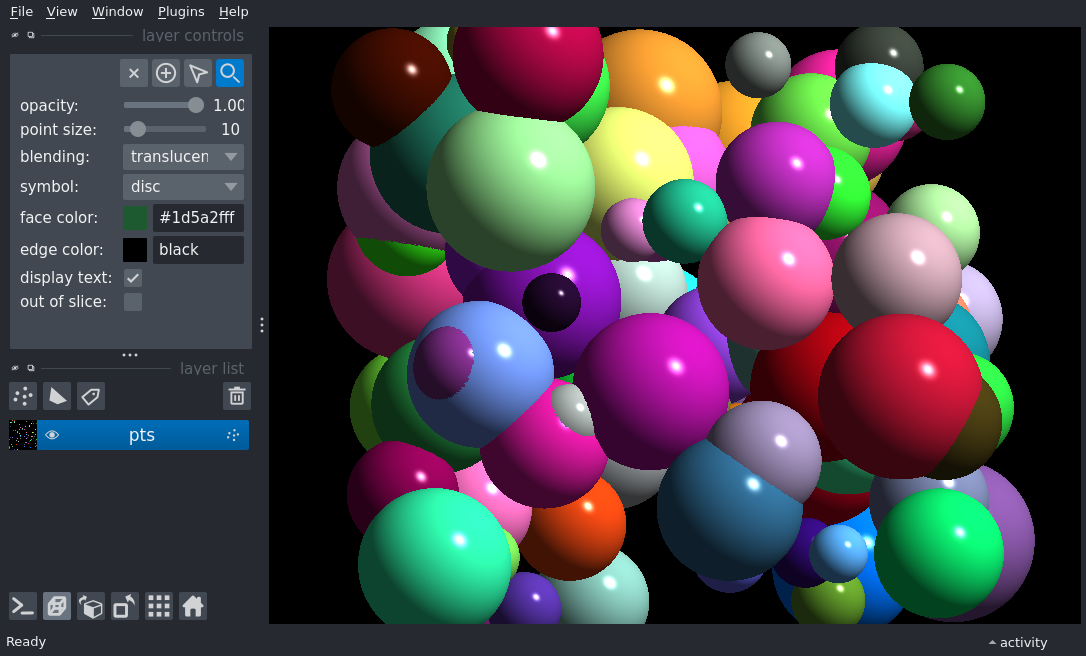 File View Window Plugins Help
layer controls
opacity: 1.00
point size: 10
blending: translucen
symbol: disc
face color: #1d5a2fff
edge color: black
display text:
out of slice:
layer list
pts
Ready
activity